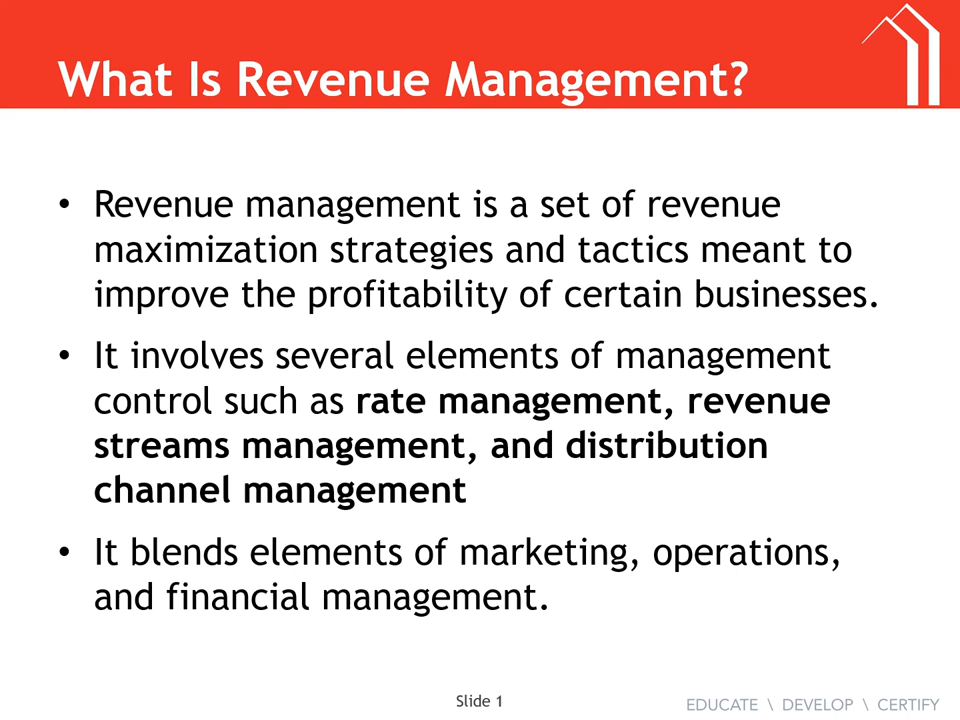 What Is Revenue Management?
• Revenue management is a set of revenue
maximization strategies and tactics meant to
improve the profitability of certain businesses.
• It involves several elements of management
control such as rate management, revenue
streams management, and distribution
channel management
• It blends elements of marketing, operations,
and financial management.
Slide 1
EDUCATE \ DEVELOP \ CERTIFY